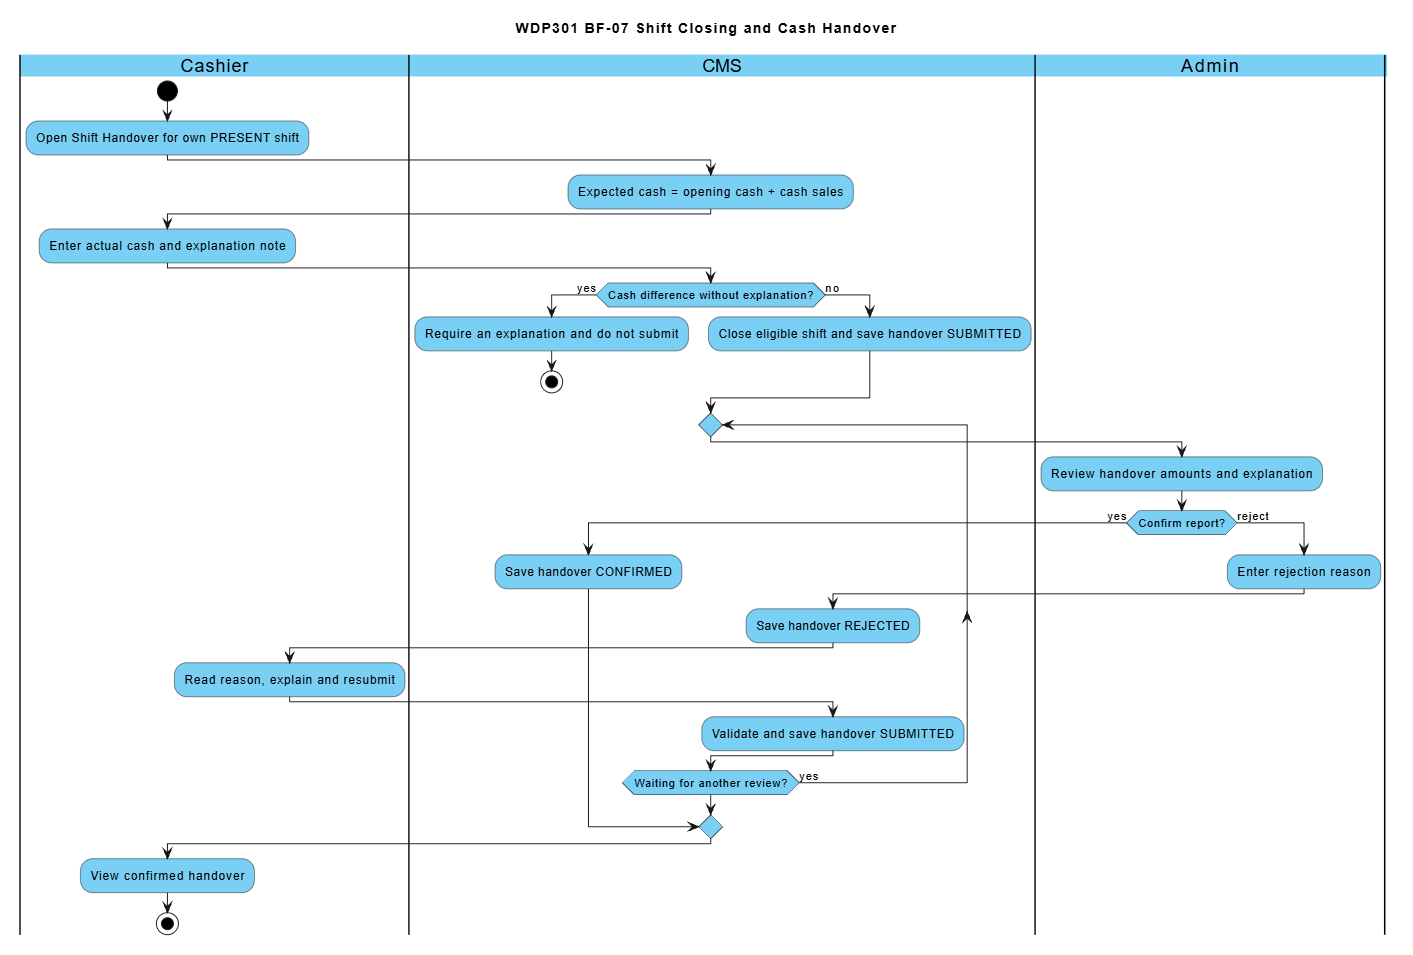 WDP301 BF-07 Shift Closing and Cash Handover
Cashier
CMS
Admin
Open Shift Handover for own PRESENT shift
Expected cash = opening cash + cash sales
Enter actual cash and explanation note
yes
Cash difference without explanation?
no
Require an explanation and do not submit
Close eligible shift and save handover SUBMITTED
Review handover amounts and explanation
yes
Confirm report?
reject
Save handover CONFIRMED
Enter rejection reason
Save handover REJECTED
Read reason, explain and resubmit
Validate and save handover SUBMITTED
Waiting for another review?
yes
View confirmed handover